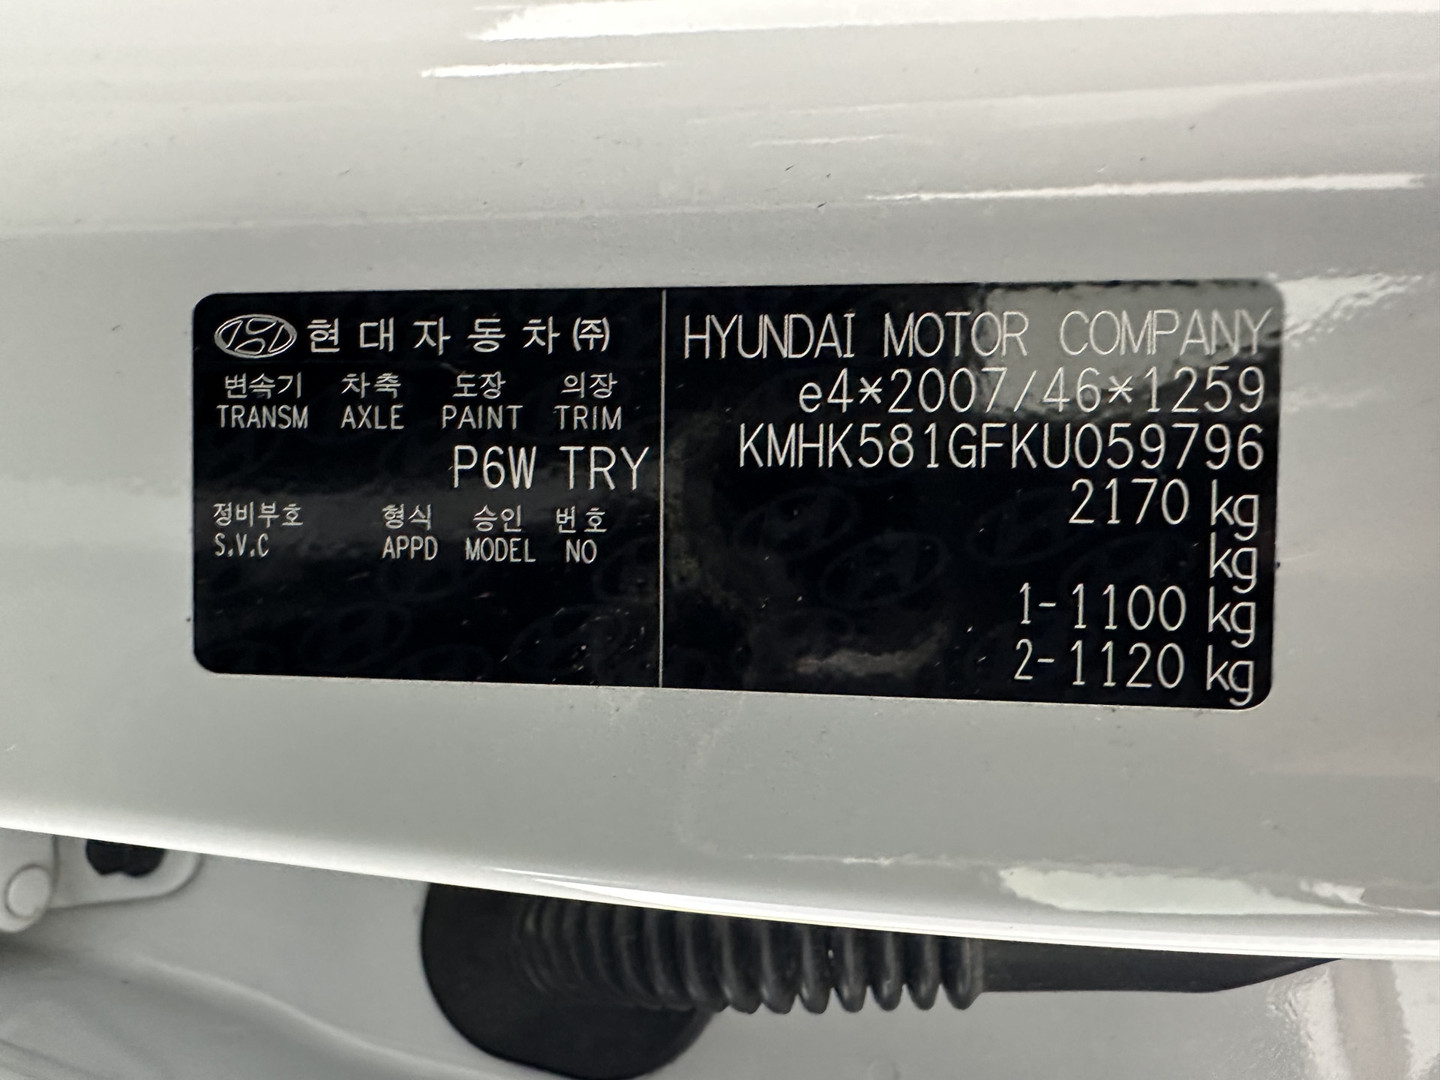 현대자동차㈜
변속기 차축 도장 의장
TRANSM AXLE PAINT TRIM
P6W TRY
정비부호 형식 승인 번호
S.V.C APPD MODEL NO
HYUNDAI MOTOR COMPANY
e4*2007/46*1259
KMHK581GFKU059796
2170 kg
kg
1-1100 kg
2-1120 kg